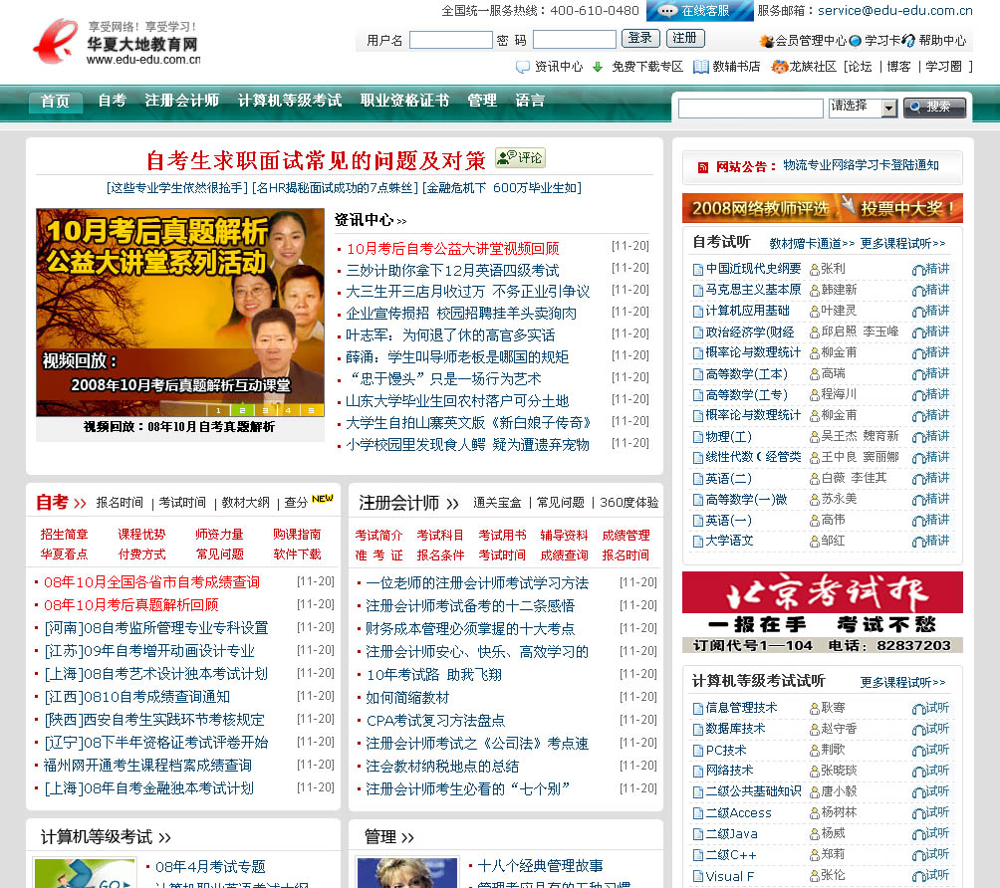 全国统一服务热线：400-610-0480 在线客服 服务邮箱：service@edu-edu.com.cn
享受网络！享受学习！
华夏大地教育网
www.edu-edu.com.cn
用户名 密 码 登录 注册 会员管理中心 学习卡 帮助中心
资讯中心 免费下载专区 教辅书店 龙族社区 [论坛 | 博客 | 学习圈 ]
首页 自考 注册会计师 计算机等级考试 职业资格证书 管理 语言 请选择 搜索
自考生求职面试常见的问题及对策 评论
[这些专业学生依然很抢手] [名HR揭秘面试成功的7点蛛丝] [金融危机下 600万毕业生如]
10月考后真题解析
公益大讲堂系列活动
视频回放：
2008年10月考后真题解析互动课堂
1 2 3 4 5
视频回放：08年10月自考真题解析
资讯中心 >>
10月考后自考公益大讲堂视频回顾 [11-20]
三妙计助你拿下12月英语四级考试 [11-20]
大三生开三店月收过万 不务正业引争议 [11-20]
企业宣传损招 校园招聘挂羊头卖狗肉 [11-20]
叶志军：为何退了休的高官多实话 [11-20]
薛涌：学生叫导师老板是哪国的规矩 [11-20]
“忠于馒头”只是一场行为艺术 [11-20]
山东大学毕业生回农村落户可分土地 [11-20]
大学生自拍山寨英文版《新白娘子传奇》 [11-20]
小学校园里发现食人鳄 疑为遭遗弃宠物 [11-20]
网站公告： 物流专业网络学习卡登陆通知
2008网络教师评选 投票中大奖！
自考试听 教材赠卡通道>> 更多课程试听>>
中国近现代史纲要 张利 精讲
马克思主义基本原 韩建新 精讲
计算机应用基础 叶建灵 精讲
政治经济学(财经 邱启照 李玉峰 精讲
概率论与数理统计 柳金甫 精讲
高等数学(工本) 高瑞 精讲
高等数学(工专) 程海川 精讲
概率论与数理统计 柳金甫 精讲
物理(工) 吴王杰 魏育新 精讲
线性代数(经管类 王中良 窦丽娜 精讲
英语(二) 白薇 李佳其 精讲
高等数学(一)微 苏永美 精讲
英语(一) 高伟 精讲
大学语文 邹红 精讲
自考 >> 报名时间 | 考试时间 | 教材大纲 | 查分 NEW
招生简章 课程优势 师资力量 购课指南
华夏看点 付费方式 常见问题 软件下载
08年10月全国各省市自考成绩查询 [11-20]
08年10月考后真题解析回顾 [11-20]
[河南]08自考监所管理专业专科设置 [11-20]
[江苏]09年自考增开动画设计专业 [11-20]
[上海]08自考艺术设计独本考试计划 [11-20]
[江西]0810自考成绩查询通知 [11-20]
[陕西]西安自考生实践环节考核规定 [11-20]
[辽宁]08下半年资格证考试评卷开始 [11-20]
福州网开通考生课程档案成绩查询 [11-20]
[上海]08年自考金融独本考试计划 [11-20]
注册会计师 >> 通关宝盒 | 常见问题 | 360度体验
考试简介 考试科目 考试用书 辅导资料 成绩管理
准 考 证 报名条件 考试时间 成绩查询 报名时间
一位老师的注册会计师考试学习方法 [11-20]
注册会计师考试备考的十二条感悟 [11-20]
财务成本管理必须掌握的十大考点 [11-20]
注册会计师安心、快乐、高效学习的 [11-20]
10年考试路 助我飞翔 [11-20]
如何简缩教材 [11-20]
CPA考试复习方法盘点 [11-20]
注册会计师考试之《公司法》考点速 [11-20]
注会教材纳税地点的总结 [11-20]
注册会计师考生必看的“七个别” [11-20]
北京考试报
一报在手 考试不愁
订阅代号1—104 电话：82837203
计算机等级考试试听 更多课程试听>>
信息管理技术 耿骞 试听
数据库技术 赵守香 试听
PC技术 荆歌 试听
网络技术 张晓琰 试听
二级公共基础知识 唐小毅 试听
二级Access 杨树林 试听
二级Java 杨威 试听
二级C++ 郑莉 试听
Visual F 张伦 试听
计算机等级考试 >>
GO
08年4月考试专题
计算机职业英语考试大纲
管理 >>
十八个经典管理故事
管理者应具有的五种习惯